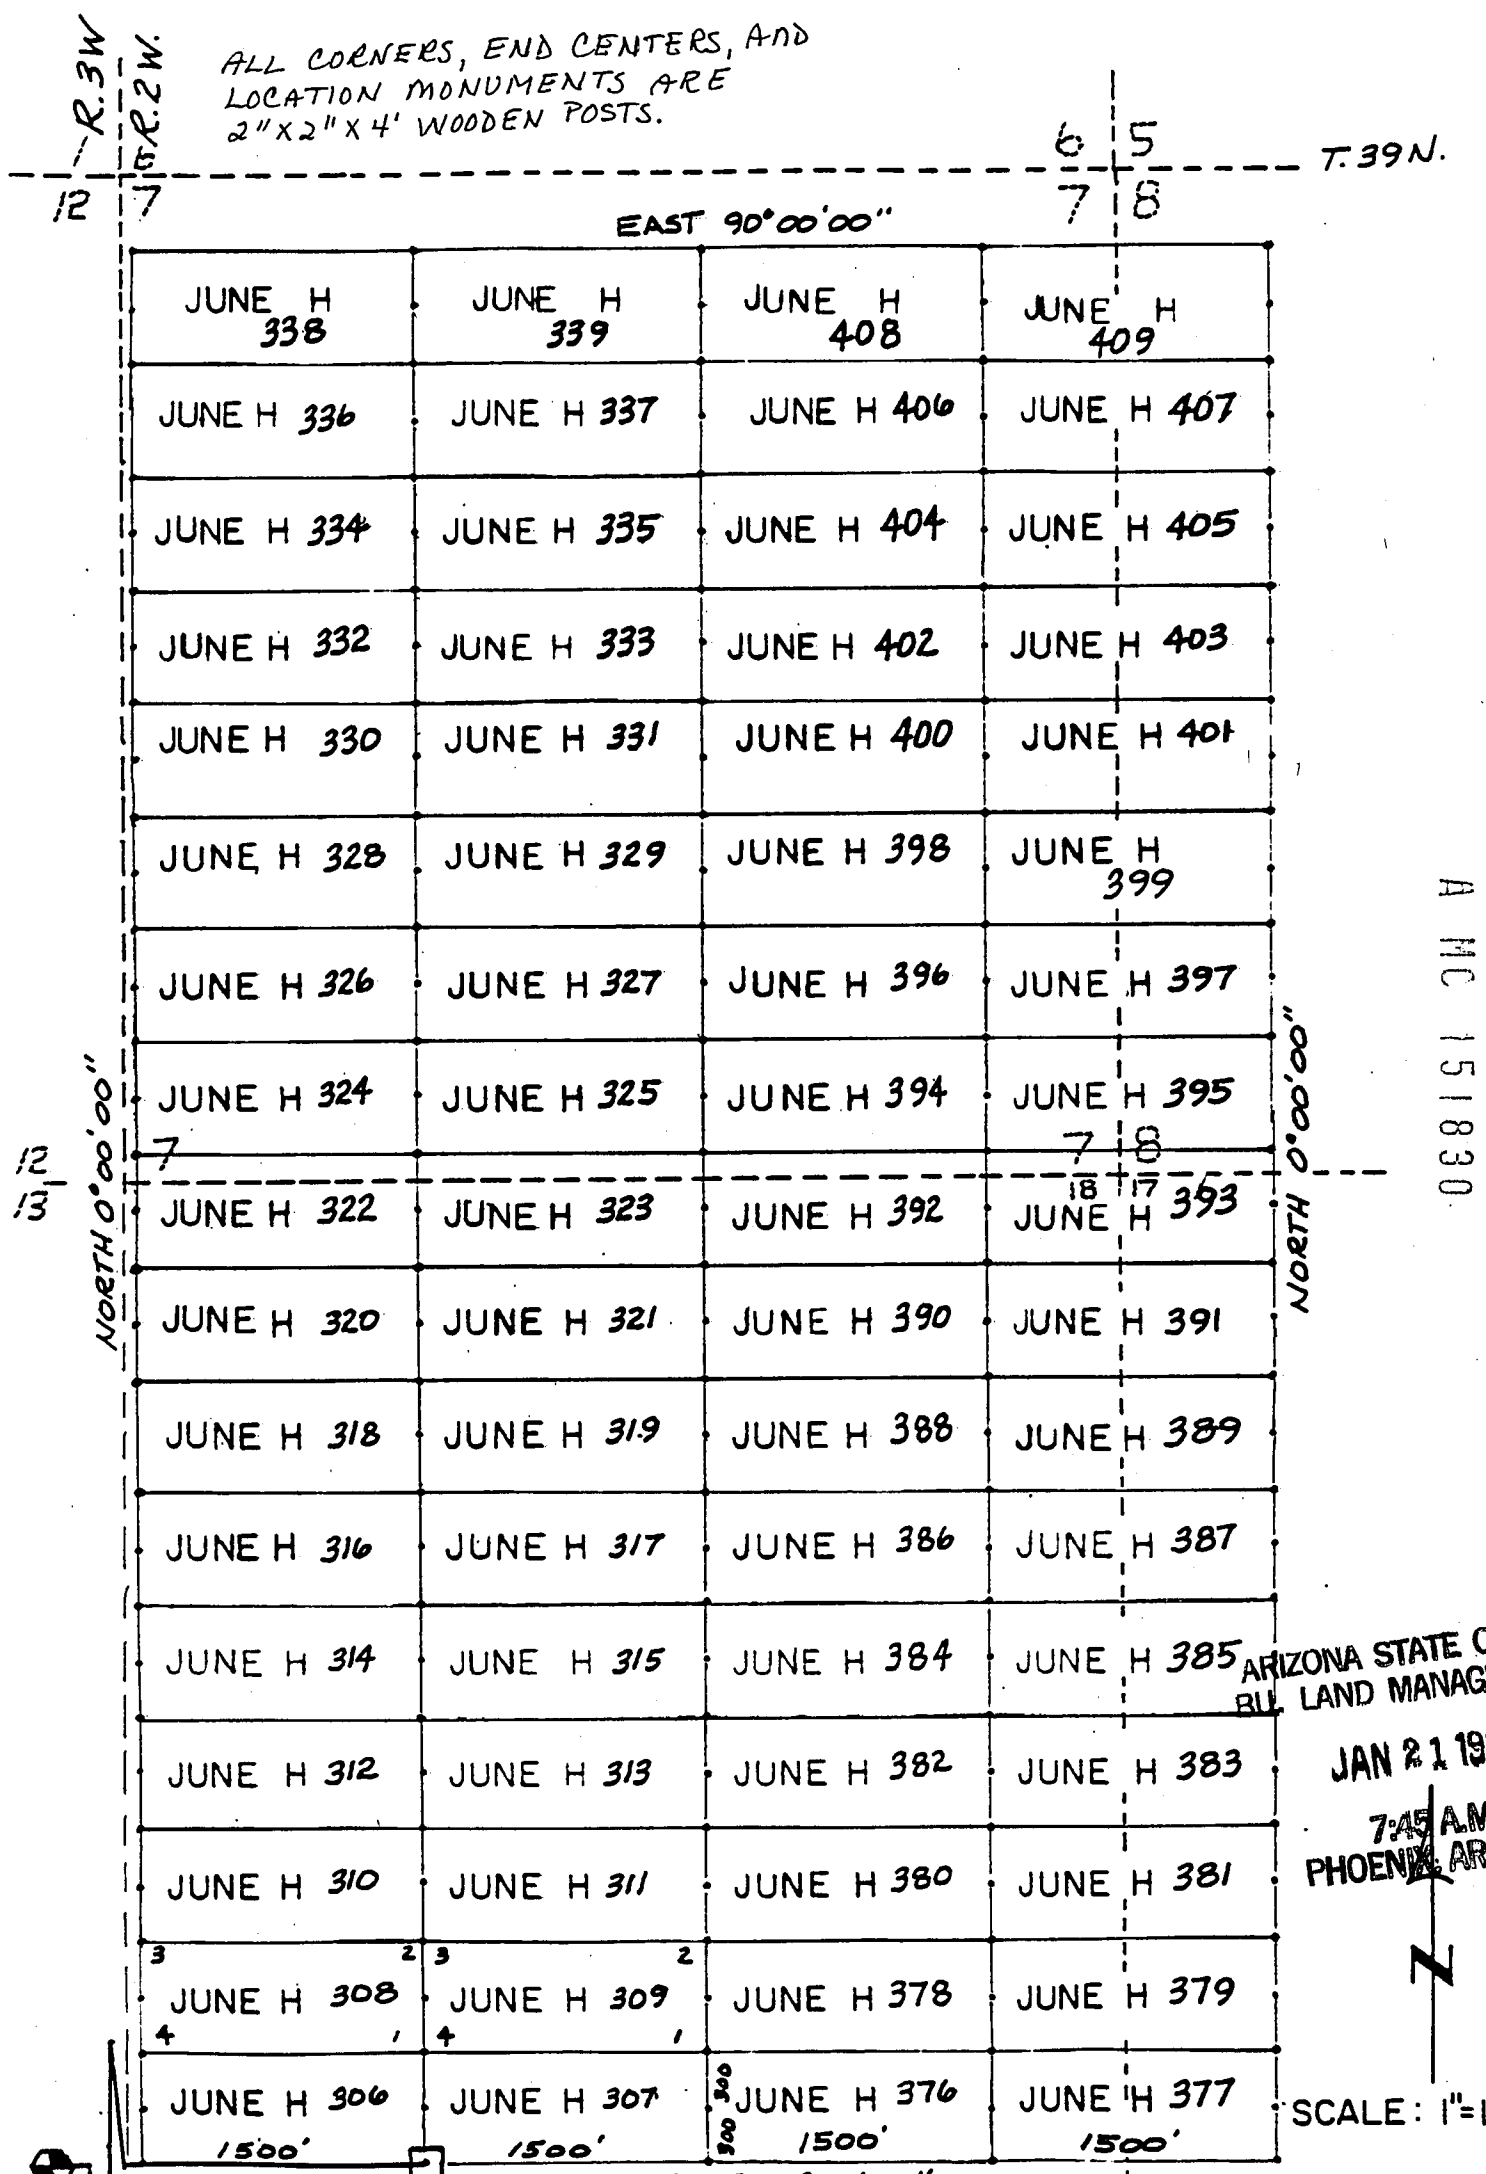 R.3W
R.2W.
ALL CORNERS, END CENTERS, AND
LOCATION MONUMENTS ARE
2"X2"X4' WOODEN POSTS.
6 5
T.39N.
12 7
7 8
EAST 90°00'00"
JUNE H 338
JUNE H 339
JUNE H 408
JUNE H 409
JUNE H 336
JUNE H 337
JUNE H 406
JUNE H 407
JUNE H 334
JUNE H 335
JUNE H 404
JUNE H 405
JUNE H 332
JUNE H 333
JUNE H 402
JUNE H 403
JUNE H 330
JUNE H 331
JUNE H 400
JUNE H 401
JUNE H 328
JUNE H 329
JUNE H 398
JUNE H 399
JUNE H 326
JUNE H 327
JUNE H 396
JUNE H 397
JUNE H 324
JUNE H 325
JUNE H 394
JUNE H 395
12 7
7 8
13
18 17
JUNE H 322
JUNE H 323
JUNE H 392
JUNE H 393
NORTH 0°00'00"
NORTH 0°00'00"
A MC 151830
JUNE H 320
JUNE H 321
JUNE H 390
JUNE H 391
JUNE H 318
JUNE H 319
JUNE H 388
JUNE H 389
JUNE H 316
JUNE H 317
JUNE H 386
JUNE H 387
JUNE H 314
JUNE H 315
JUNE H 384
JUNE H 385
ARIZONA STATE O
BU. LAND MANAG
JAN 21 19
7:45 A.M
PHOENIX, AR
JUNE H 312
JUNE H 313
JUNE H 382
JUNE H 383
JUNE H 310
JUNE H 311
JUNE H 380
JUNE H 381
3 2 3 2
JUNE H 308
JUNE H 309
JUNE H 378
JUNE H 379
N
4 1 4 1
JUNE H 306
JUNE H 307
300 300
JUNE H 376
JUNE H 377
SCALE: 1"=1
1500'
1500'
1500'
1500'